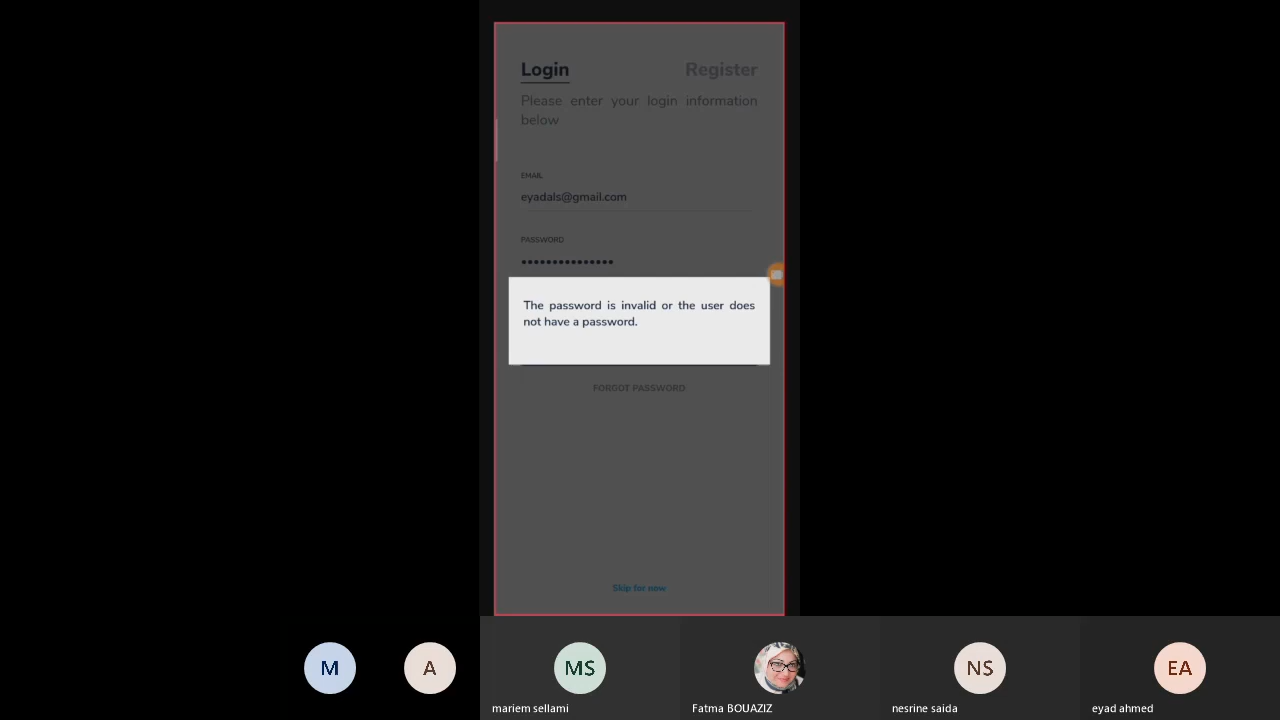 Login
Register
Please enter your login information
below
EMAIL
eyadals@gmail.com
PASSWORD
The password is invalid or the user does
not have a password.
FORGOT PASSWORD
Skip for now
M
A
MS
NS
EA
mariem sellami
Fatma BOUAZIZ
nesrine saida
eyad ahmed